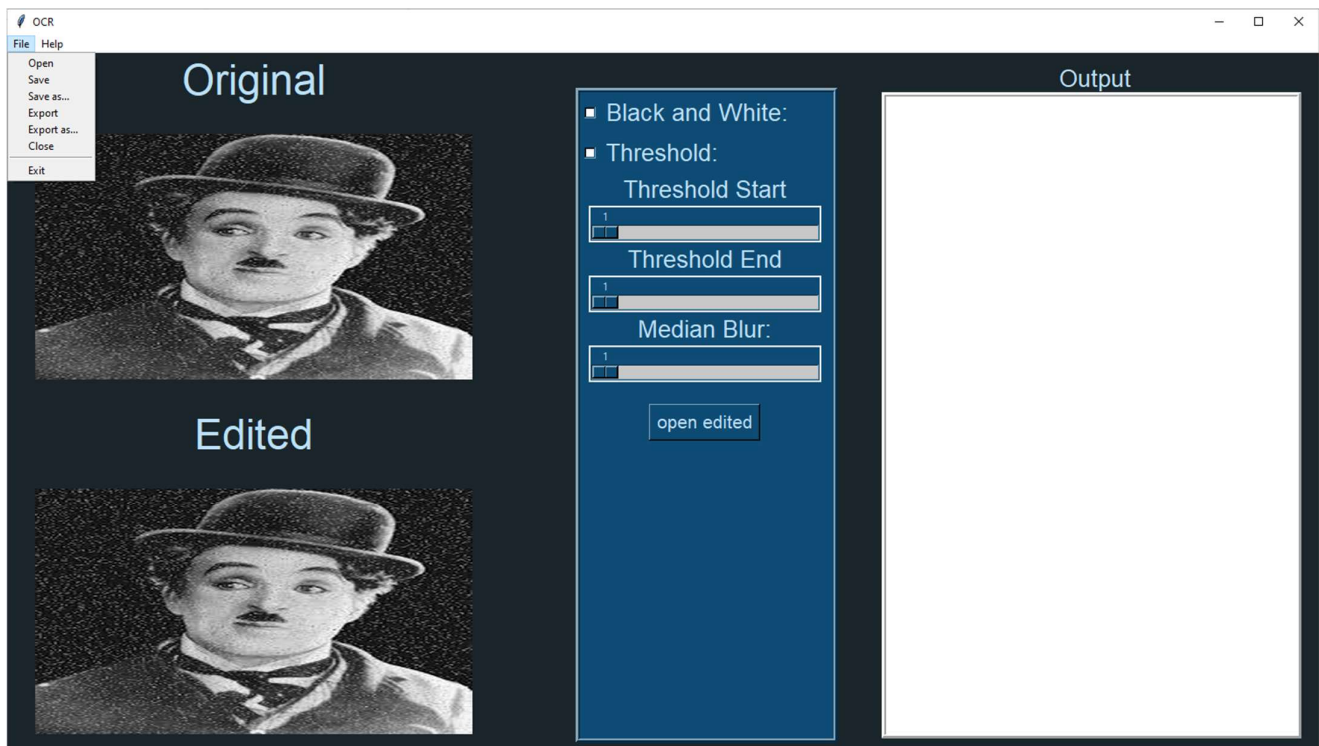 OCR
File Help
Open
Save
Save as...
Export
Export as...
Close
Exit
Original
Edited
Black and White:
Threshold:
Threshold Start
1
Threshold End
1
Median Blur:
1
open edited
Output